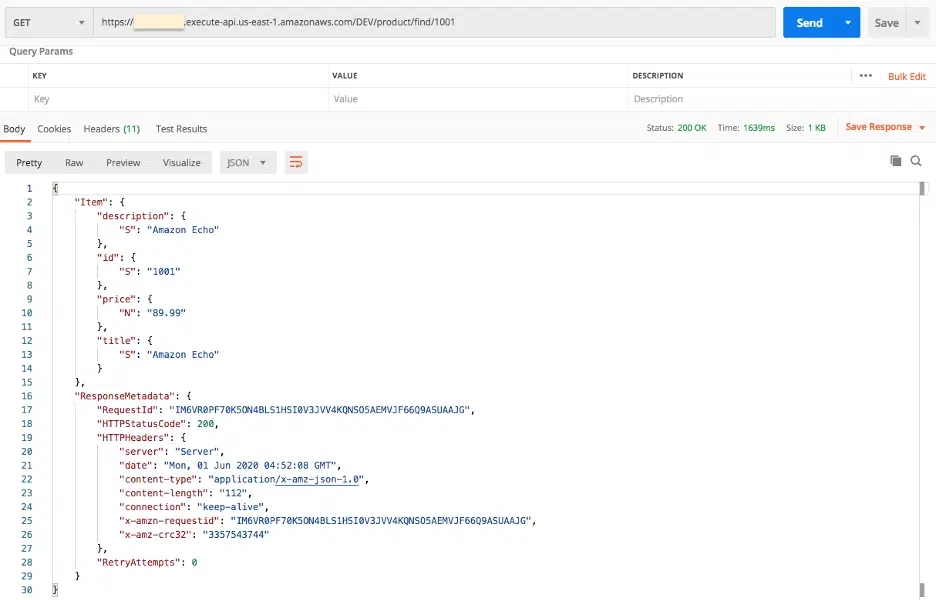 GET https:// .execute-api.us-east-1.amazonaws.com/DEV/product/find/1001 Send Save
Query Params
KEY VALUE DESCRIPTION ••• Bulk Edit
Key Value Description
Body Cookies Headers (11) Test Results Status: 200 OK Time: 1639ms Size: 1 KB Save Response
Pretty Raw Preview Visualize JSON
1 {
2 "Item": {
3 "description": {
4 "S": "Amazon Echo"
5 },
6 "id": {
7 "S": "1001"
8 },
9 "price": {
10 "N": "89.99"
11 },
12 "title": {
13 "S": "Amazon Echo"
14 }
15 },
16 "ResponseMetadata": {
17 "RequestId": "IM6VR0PF70K5ON4BLS1HSI0V3JVV4KQNSO5AEMVJF66Q9ASUAAJG",
18 "HTTPStatusCode": 200,
19 "HTTPHeaders": {
20 "server": "Server",
21 "date": "Mon, 01 Jun 2020 04:52:08 GMT",
22 "content-type": "application/x-amz-json-1.0",
23 "content-length": "112",
24 "connection": "keep-alive",
25 "x-amzn-requestid": "IM6VR0PF70K5ON4BLS1HSI0V3JVV4KQNSO5AEMVJF66Q9ASUAAJG",
26 "x-amz-crc32": "3357543744"
27 },
28 "RetryAttempts": 0
29 }
30 }